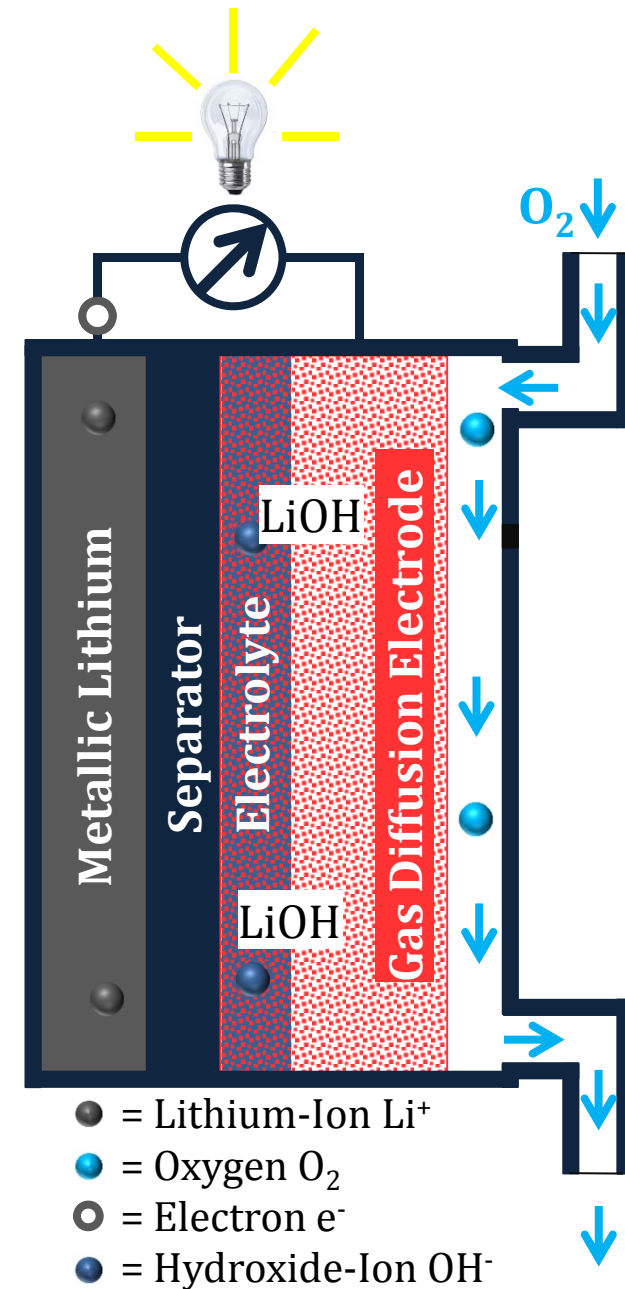 O₂
LiOH
Metallic Lithium
Separator
Electrolyte
Gas Diffusion Electrode
LiOH
= Lithium-Ion Li⁺
= Oxygen O₂
= Electron e⁻
= Hydroxide-Ion OH⁻